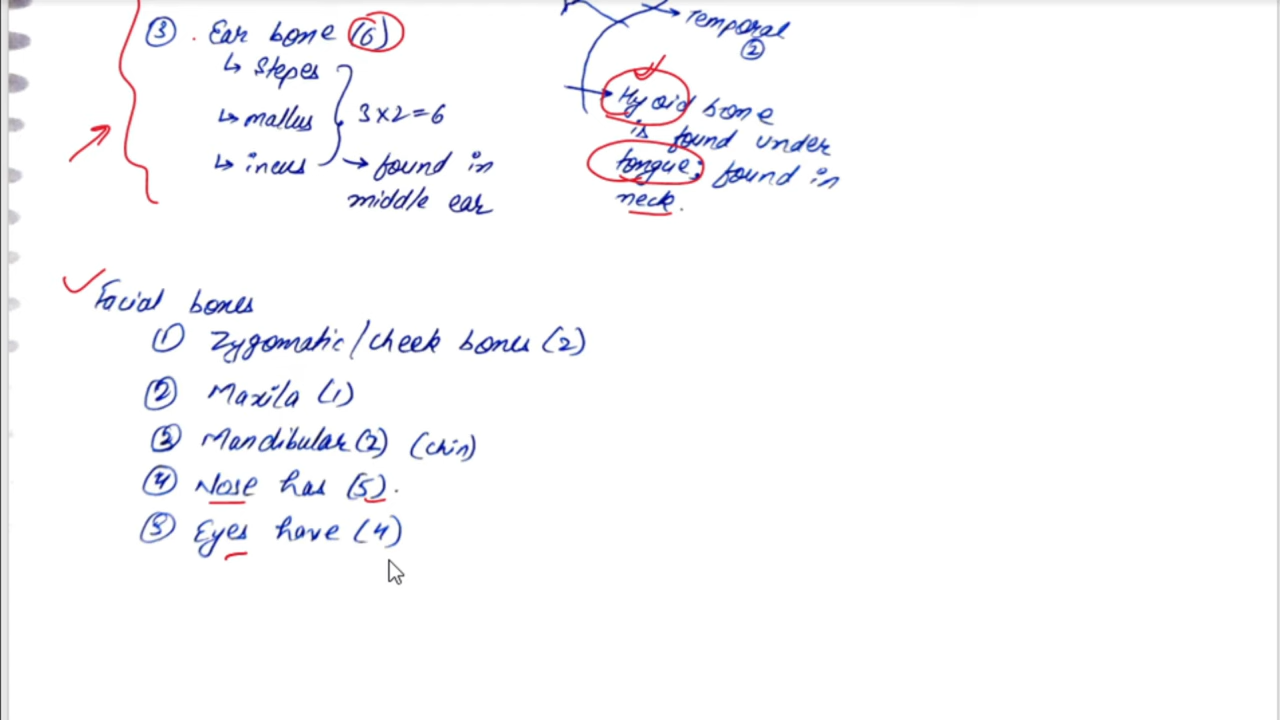 ③ . Ear bone (6)
↳ Stepes
↳ mallus
↳ incus
3×2=6
→ found in
middle ear
Temporal
②
Hyoid bone
is found under
tongue; found in
neck.
Facial bones
① Zygomatic/cheek bones (2)
② Maxila (1)
③ Mandibular (2) (chin)
④ Nose has (5).
⑤ Eyes have (4)